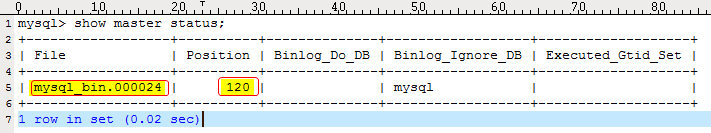 0 10 20 30 40 50 60 70 80
1 mysql> show master status;
2 +------------------+----------+--------------+------------------+-------------------+
3 | File | Position | Binlog_Do_DB | Binlog_Ignore_DB | Executed_Gtid_Set |
4 +------------------+----------+--------------+------------------+-------------------+
5 | mysql_bin.000024 | 120 | | mysql | |
6 +------------------+----------+--------------+------------------+-------------------+
7 1 row in set (0.02 sec)